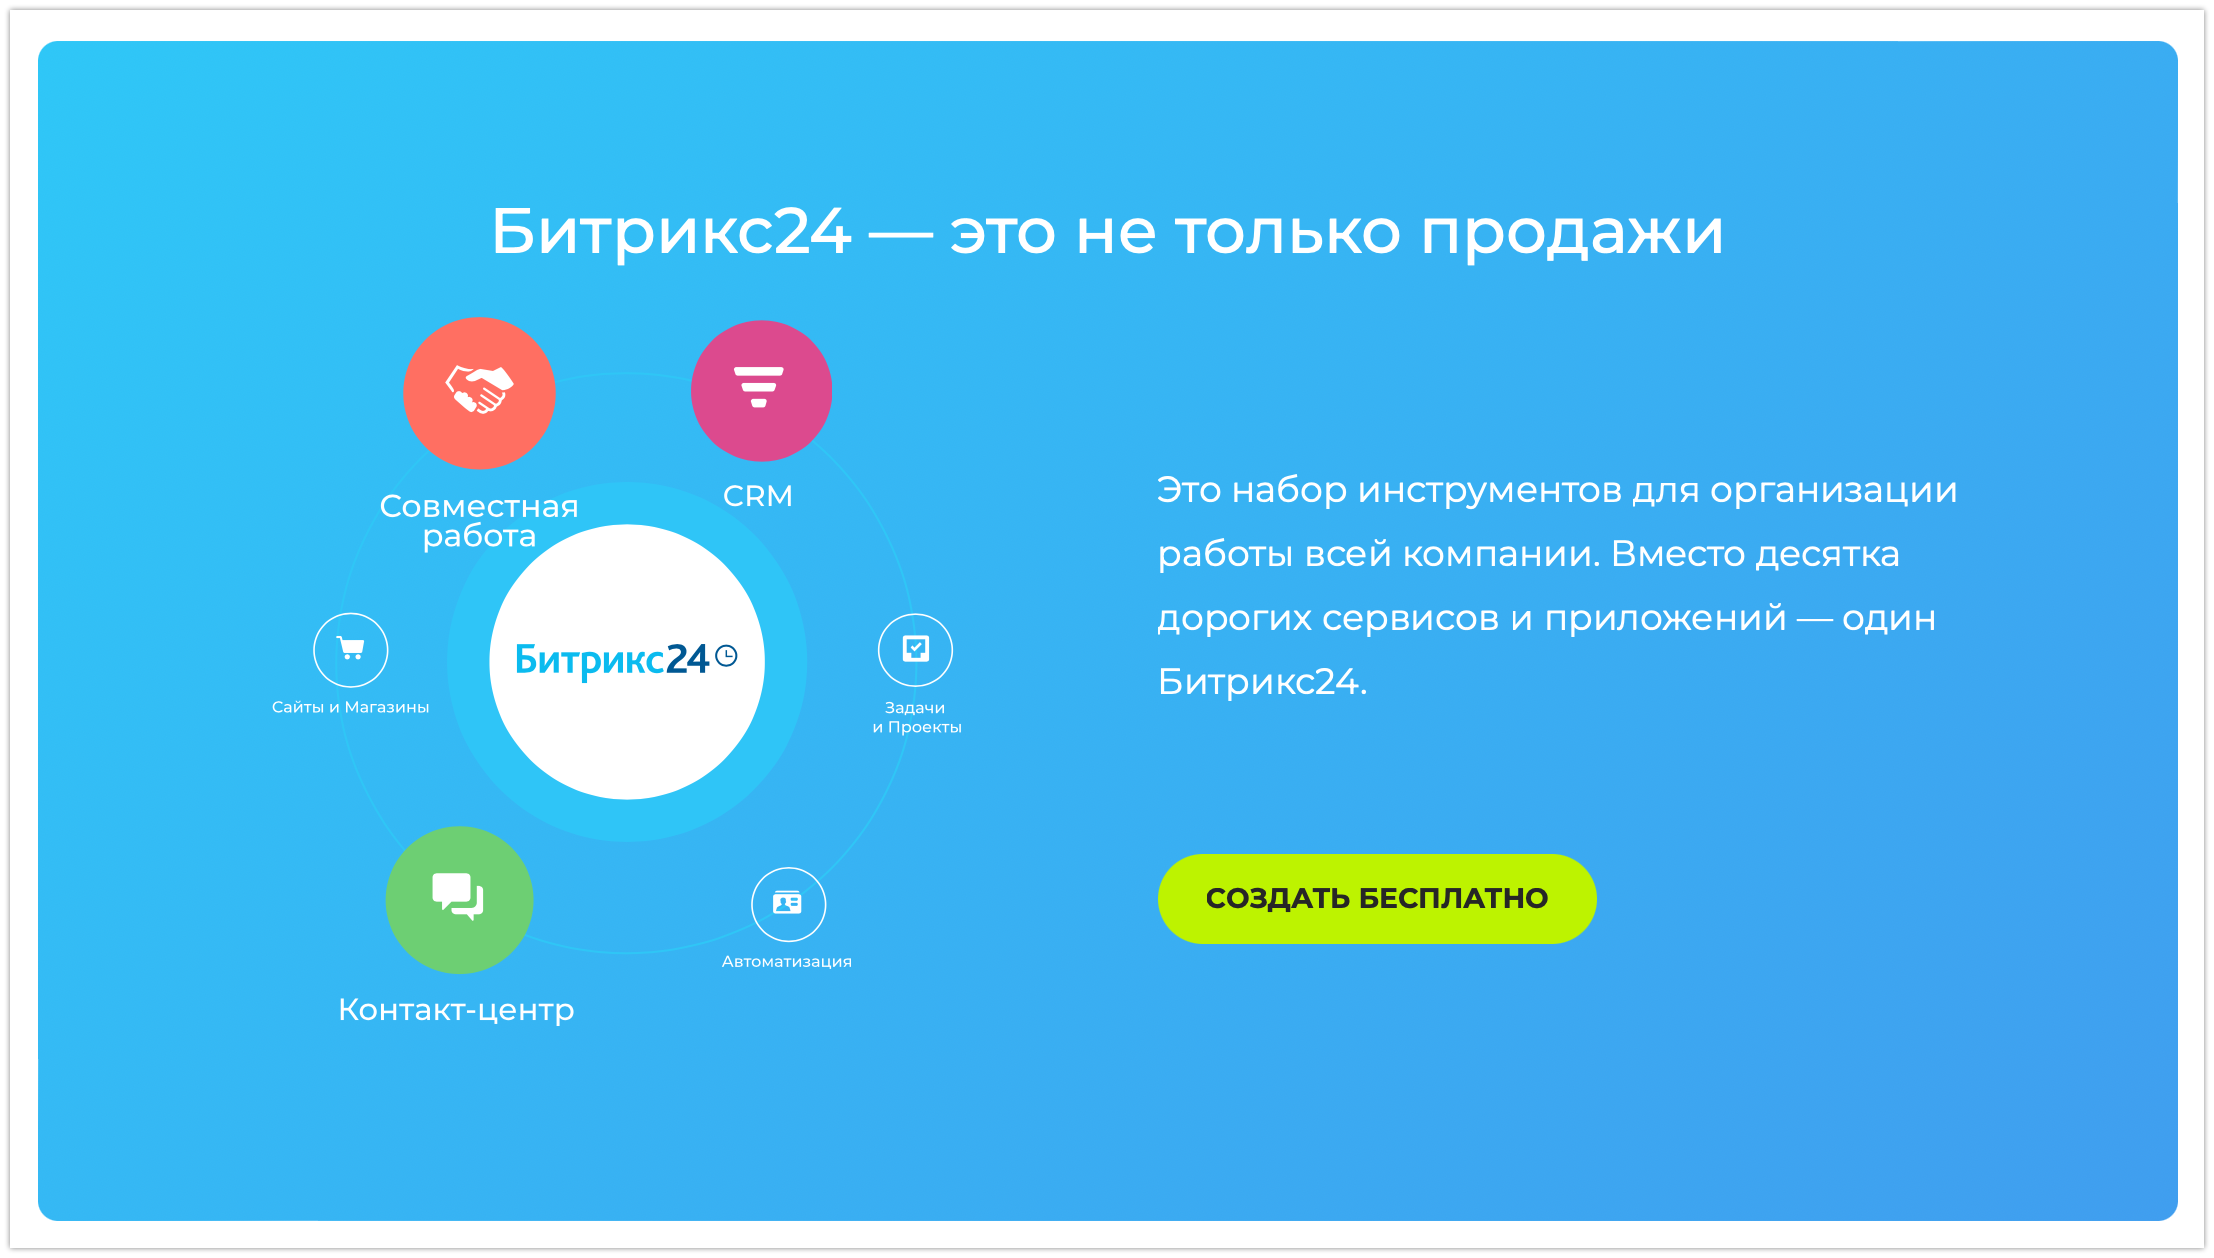 Битрикс24 — это не только продажи
Совместная
работа
CRM
Битрикс24
Сайты и Магазины
Задачи
и Проекты
Контакт-центр
Автоматизация
Это набор инструментов для организации
работы всей компании. Вместо десятка
дорогих сервисов и приложений — один
Битрикс24.
СОЗДАТЬ БЕСПЛАТНО